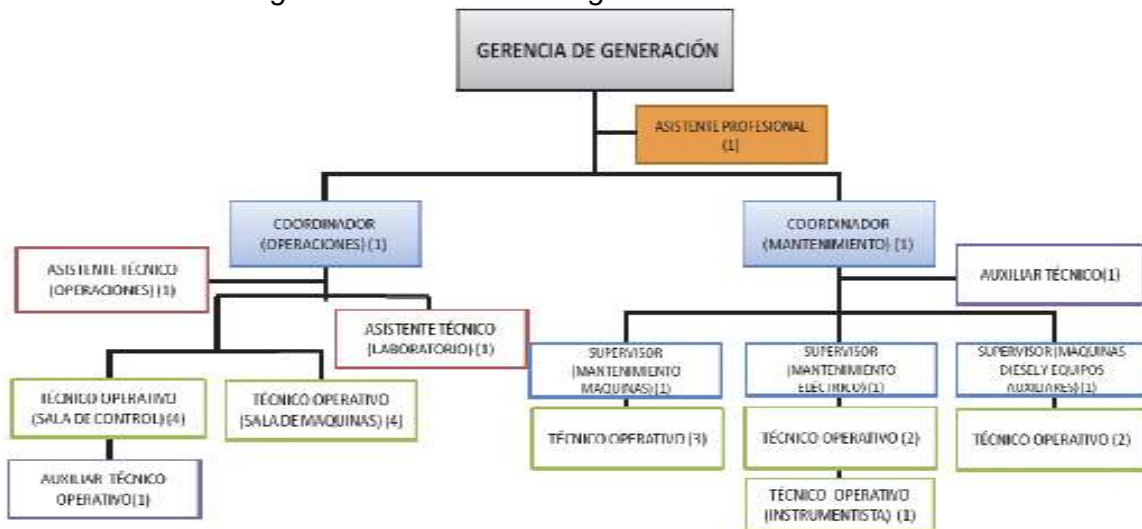 GERENCIA DE GENERACIÓN
ASISTENTE PROFESIONAL
(1)
COORDINADOR
(OPERACIONES) (1)
COORDINADOR
(MANTENIMIENTO) (1)
ASISTENTE TÉCNICO
(OPERACIONES) (1)
AUXILIAR TÉCNICO(1)
ASISTENTE TÉCNICO
(LABORATORIO) (1)
SUPERVISOR
(MANTENIMIENTO
MAQUINAS) (1)
SUPERVISOR
(MANTENIMIENTO
ELÉCTRICO) (1)
SUPERVISOR (MAQUINAS
DIESEL Y EQUIPOS
AUXILIARES) (1)
TÉCNICO OPERATIVO
(SALA DE CONTROL) (4)
TÉCNICO OPERATIVO
(SALA DE MAQUINAS) (4)
TÉCNICO OPERATIVO (3)
TÉCNICO OPERATIVO (2)
TÉCNICO OPERATIVO (2)
AUXILIAR TÉCNICO
OPERATIVO(1)
TÉCNICO OPERATIVO
(INSTRUMENTISTA) (1)